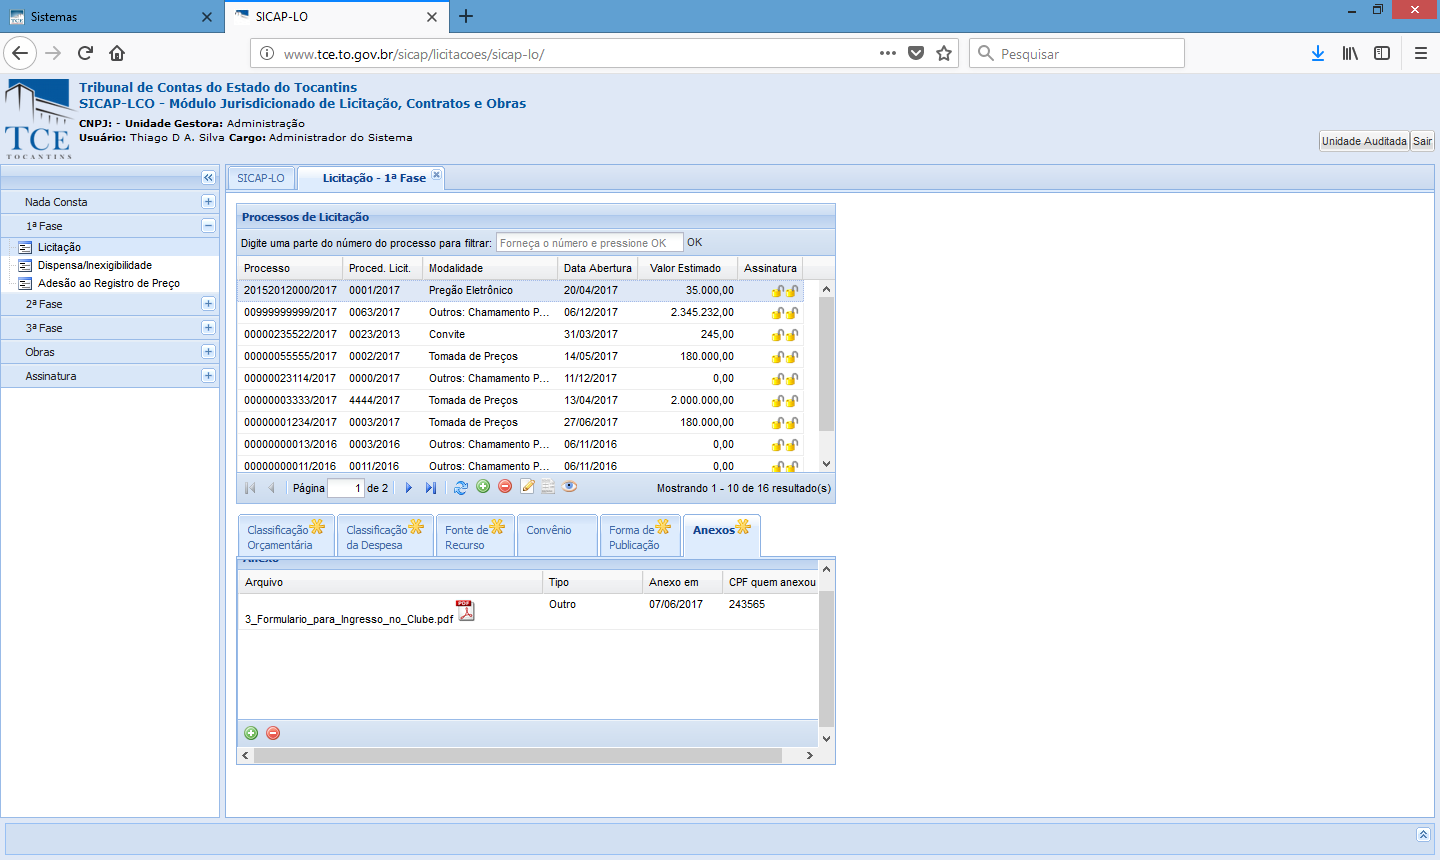 Sistemas
SICAP-LO
www.tce.to.gov.br/sicap/licitacoes/sicap-lo/
Pesquisar
TCE
TOCANTINS
Tribunal de Contas do Estado do Tocantins
SICAP-LCO - Módulo Jurisdicionado de Licitação, Contratos e Obras
CNPJ: - Unidade Gestora: Administração
Usuário: Thiago D A. Silva Cargo: Administrador do Sistema
Unidade Auditada
Sair
Nada Consta
1ª Fase
Licitação
Dispensa/Inexigibilidade
Adesão ao Registro de Preço
2ª Fase
3ª Fase
Obras
Assinatura
SICAP-LO
Licitação - 1ª Fase
Processos de Licitação
Digite uma parte do número do processo para filtrar: Forneça o número e pressione OK OK
Processo Proced. Licit. Modalidade Data Abertura Valor Estimado Assinatura
20152012000/2017 0001/2017 Pregão Eletrônico 20/04/2017 35.000,00
00999999999/2017 0063/2017 Outros: Chamamento P... 06/12/2017 2.345.232,00
00000235522/2017 0023/2013 Convite 31/03/2017 245,00
00000055555/2017 0002/2017 Tomada de Preços 14/05/2017 180.000,00
00000023114/2017 0000/2017 Outros: Chamamento P... 11/12/2017 0,00
00000003333/2017 4444/2017 Tomada de Preços 13/04/2017 2.000.000,00
00000001234/2017 0003/2017 Tomada de Preços 27/06/2017 180.000,00
00000000013/2016 0003/2016 Outros: Chamamento P... 06/11/2016 0,00
00000000011/2016 0011/2016 Outros: Chamamento P... 06/11/2016 0,00
Página 1 de 2 Mostrando 1 - 10 de 16 resultado(s)
Classificação
Orçamentária
Classificação
da Despesa
Fonte de
Recurso
Convênio
Forma de
Publicação
Anexos
Anexo
Arquivo Tipo Anexo em CPF quem anexou
3_Formulario_para_Ingresso_no_Clube.pdf PDF Outro 07/06/2017 243565